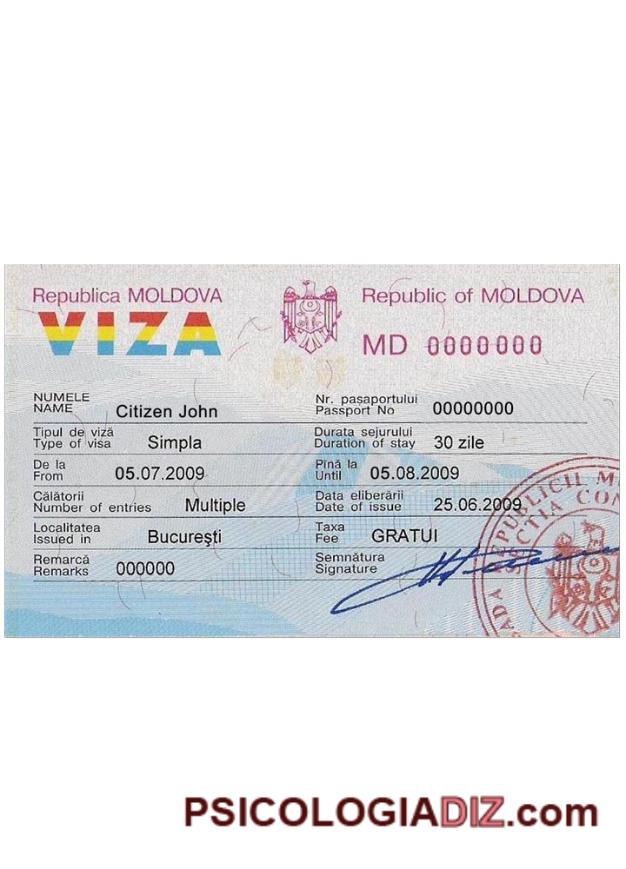 Republica MOLDOVA
Republic of MOLDOVA
VIZA
MD 0000000
NUMELE
NAME Citizen John
Nr. paşaportului
Passport No 00000000
Tipul de viză
Type of visa Simpla
Durata sejurului
Duration of stay 30 zile
De la
From 05.07.2009
Pînă la
Until 05.08.2009
Călătorii
Number of entries Multiple
Data eliberării
Date of issue 25.06.2009
Localitatea
Issued in Bucureşti
Taxa
Fee GRATUI
Remarcă
Remarks 000000
Semnătura
Signature
PSICOLOGIADIZ.com